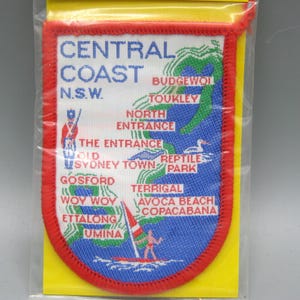 CENTRAL
COAST
N.S.W.
BUDGEWOI
TOUKLEY
NORTH
ENTRANCE
THE ENTRANCE
OLD
SYDNEY TOWN
REPTILE
PARK
GOSFORD
TERRIGAL
WOY WOY
AVOCA BEACH
COPACABANA
ETTALONG
UMINA